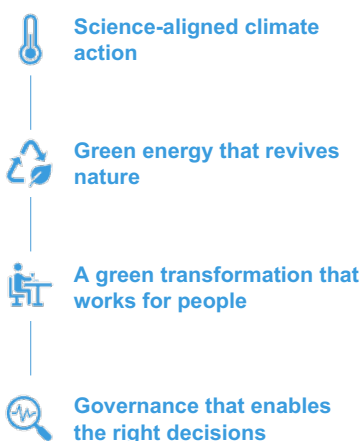 Science-aligned climate
action
Green energy that revives
nature
A green transformation that
works for people
Governance that enables
the right decisions